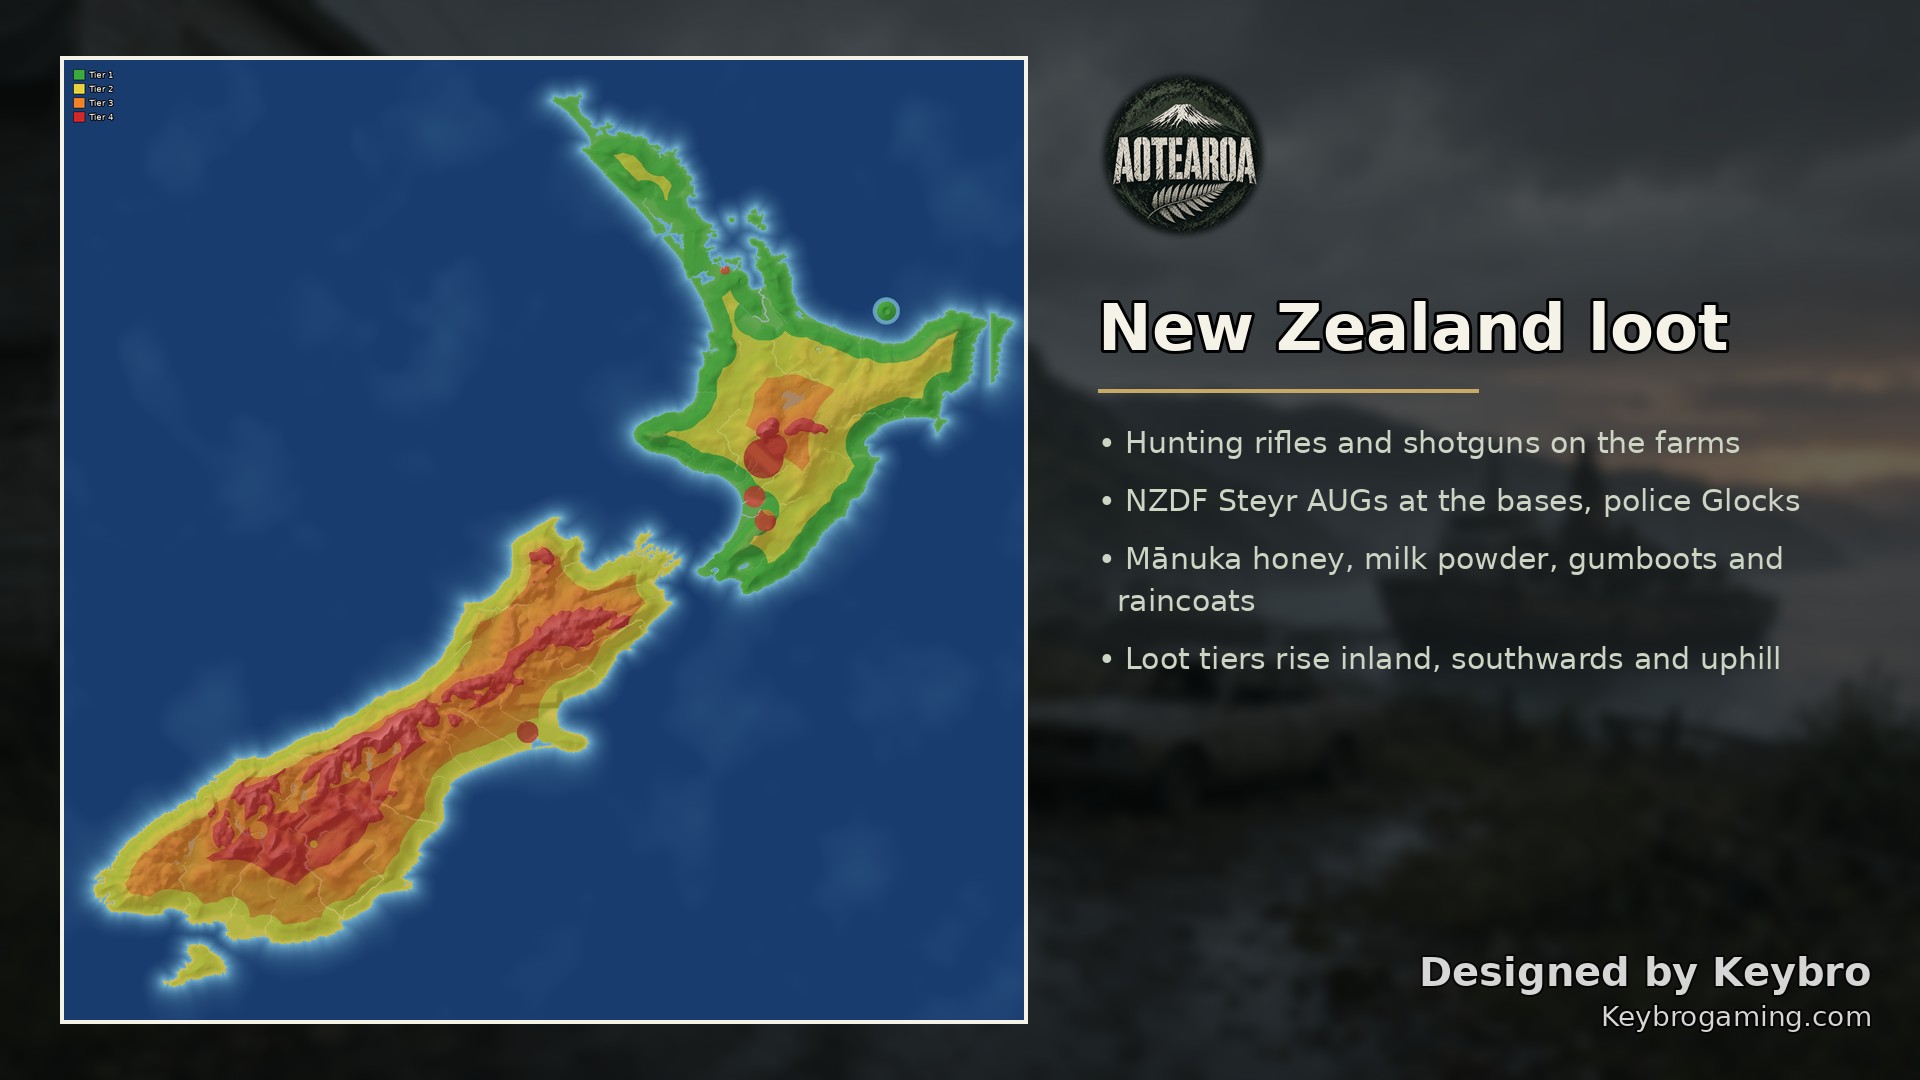 Tier 1
Tier 2
Tier 3
Tier 4
AOTEAROA
New Zealand loot
• Hunting rifles and shotguns on the farms
• NZDF Steyr AUGs at the bases, police Glocks
• Mānuka honey, milk powder, gumboots and
raincoats
• Loot tiers rise inland, southwards and uphill
Designed by Keybro
Keybrogaming.com